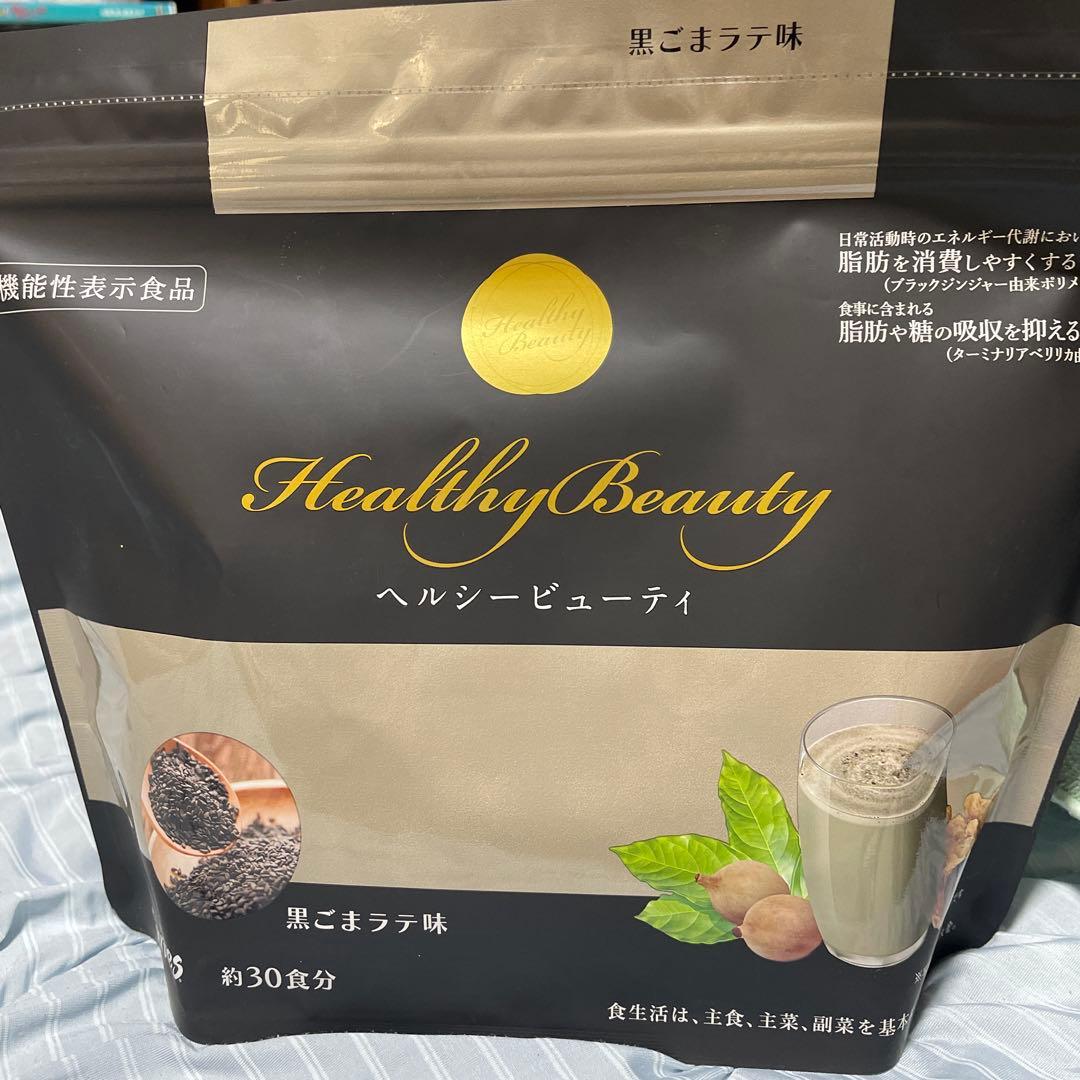 黒ごまラテ味
機能性表示食品
日常活動時のエネルギー代謝におい
脂肪を消費しやすくする
(ブラックジンジャー由来ポリメ
食事に含まれる
脂肪や糖の吸収を抑える
(ターミナリアベリリカ由
Healthy
Beauty
HealthyBeauty
ヘルシービューティ
黒ごまラテ味
約30食分
食生活は、主食、主菜、副菜を基本